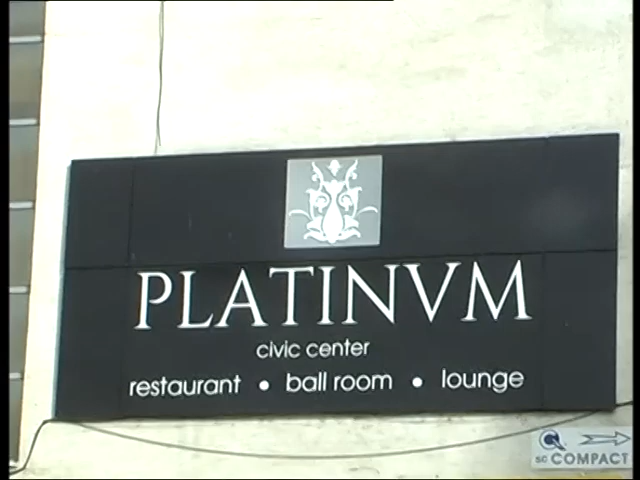 PLATINVM
civic center
restaurant • ball room • lounge
SC COMPACT